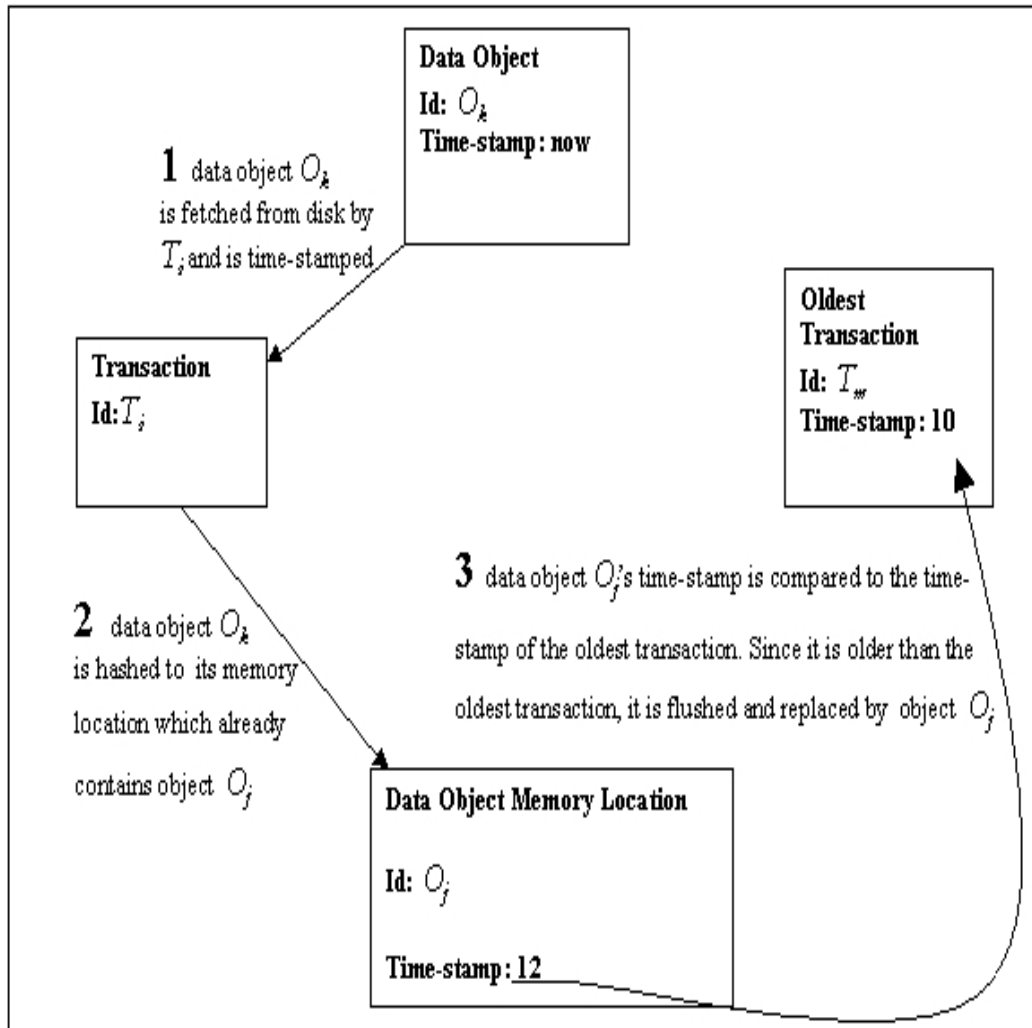 Data Object
Id: Oₖ
Time-stamp: now
1 data object Oₖ
is fetched from disk by
Tᵢ and is time-stamped
Transaction
Id:Tᵢ
Oldest
Transaction
Id: Tₘ
Time-stamp: 10
2 data object Oₖ
is hashed to its memory
location which already
contains object Oⱼ
3 data object Oⱼ's time-stamp is compared to the time-
stamp of the oldest transaction. Since it is older than the
oldest transaction, it is flushed and replaced by object Oⱼ
Data Object Memory Location
Id: Oⱼ
Time-stamp: 12